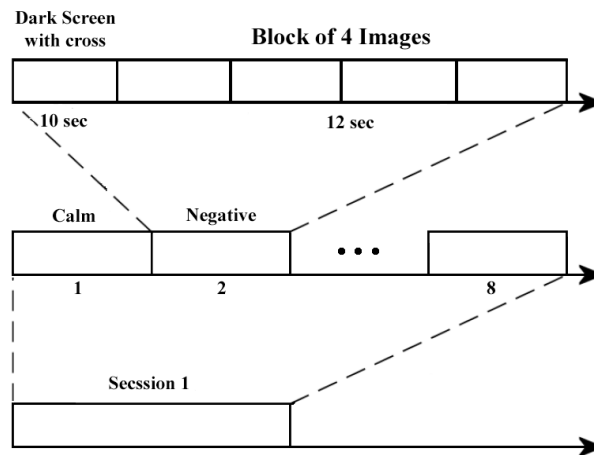 Dark Screen
with cross
Block of 4 Images
10 sec
12 sec
Calm
Negative
1
2
8
Secssion 1